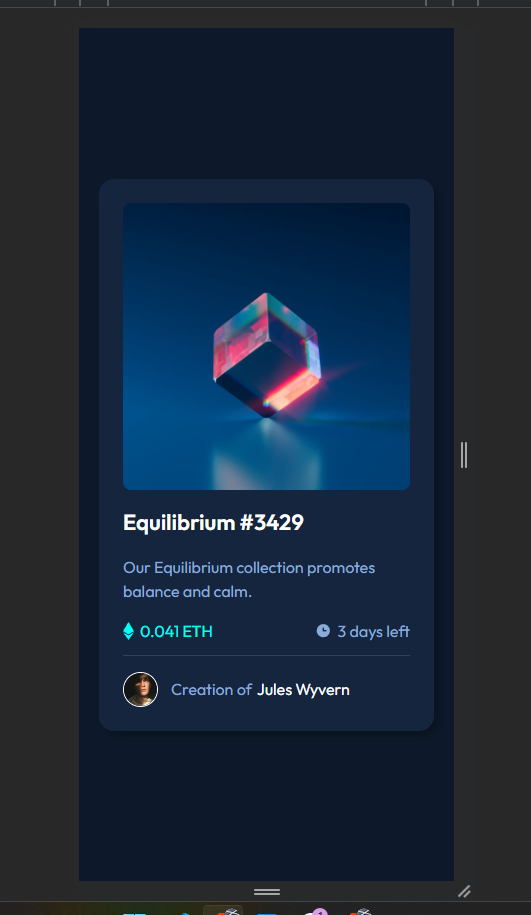 Equilibrium #3429
Our Equilibrium collection promotes
balance and calm.
0.041 ETH
3 days left
Creation of Jules Wyvern